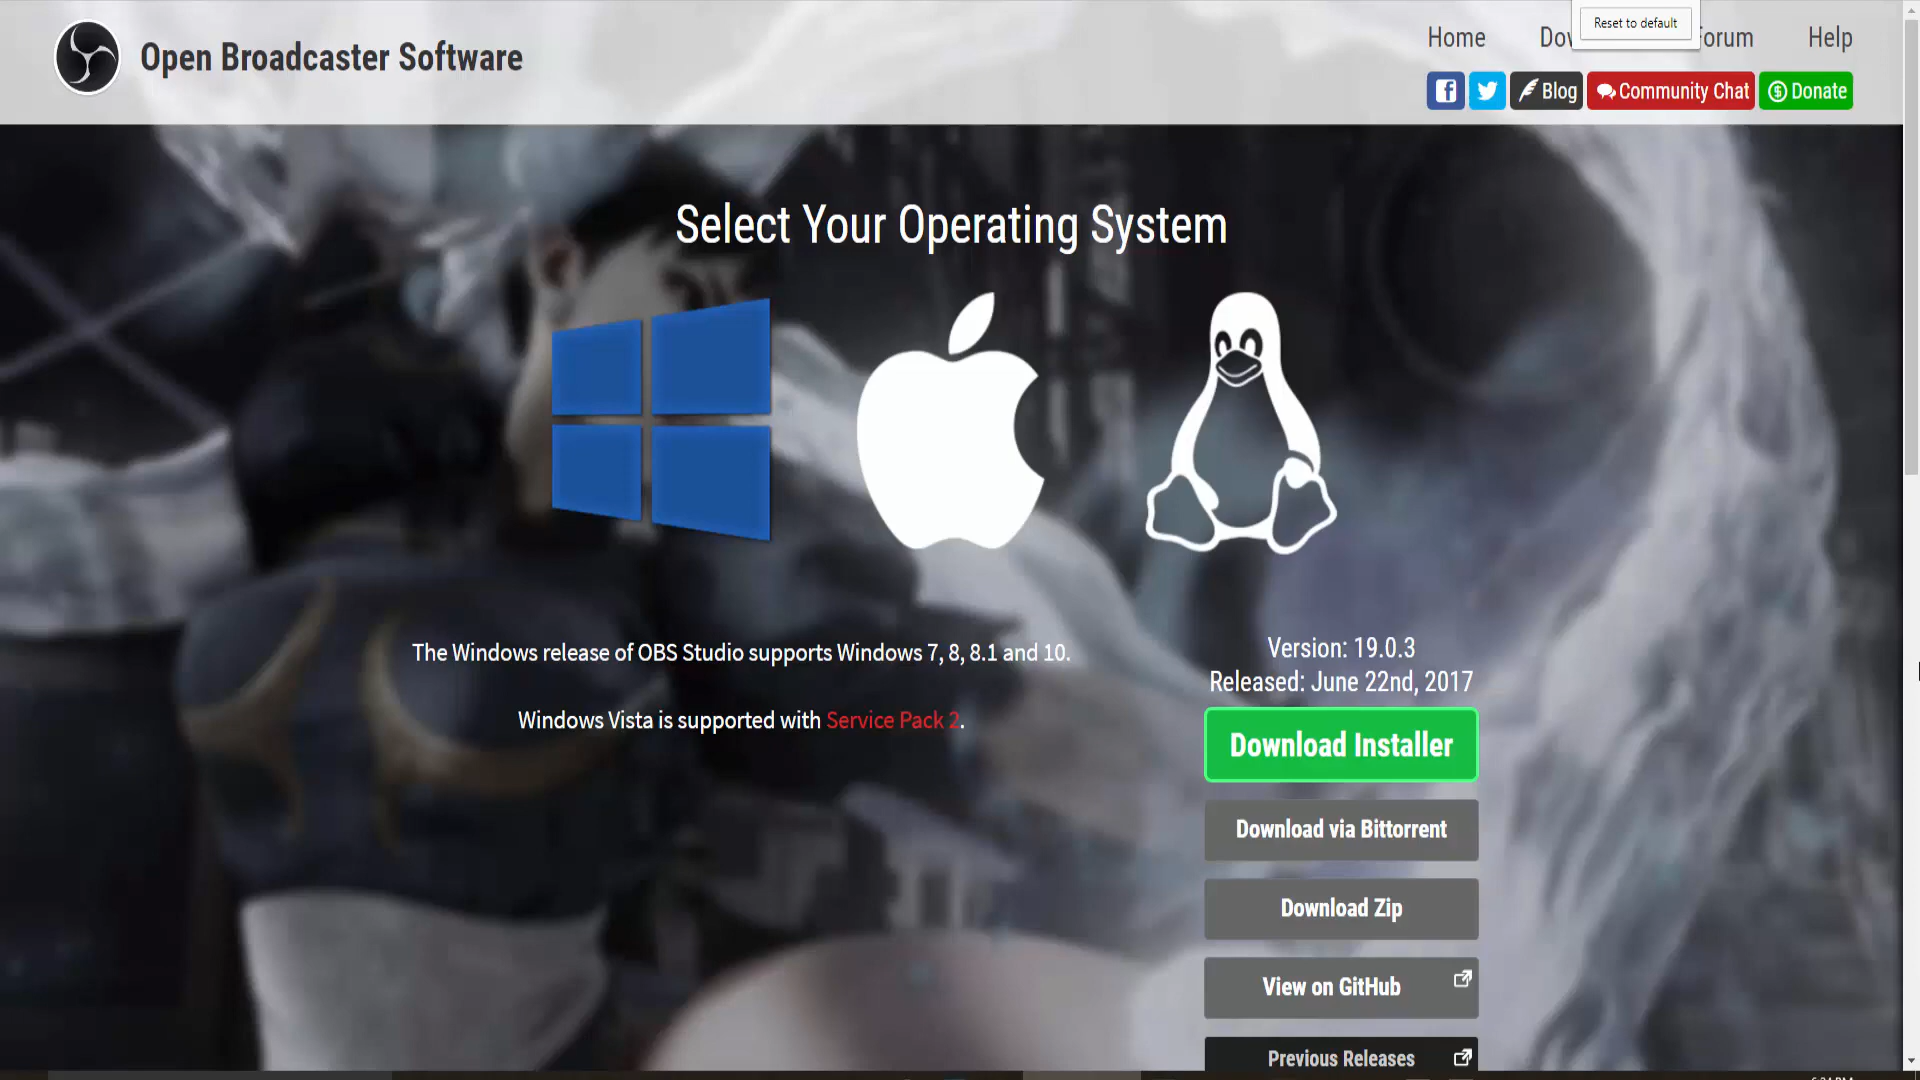 Reset to default
Open Broadcaster Software
Home
Help
Blog
Community Chat
Donate
Select Your Operating System
The Windows release of OBS Studio supports Windows 7, 8, 8.1 and 10.
Windows Vista is supported with Service Pack 2.
Version: 19.0.3
Released: June 22nd, 2017
Download Installer
Download via Bittorrent
Download Zip
View on GitHub
Previous Releases